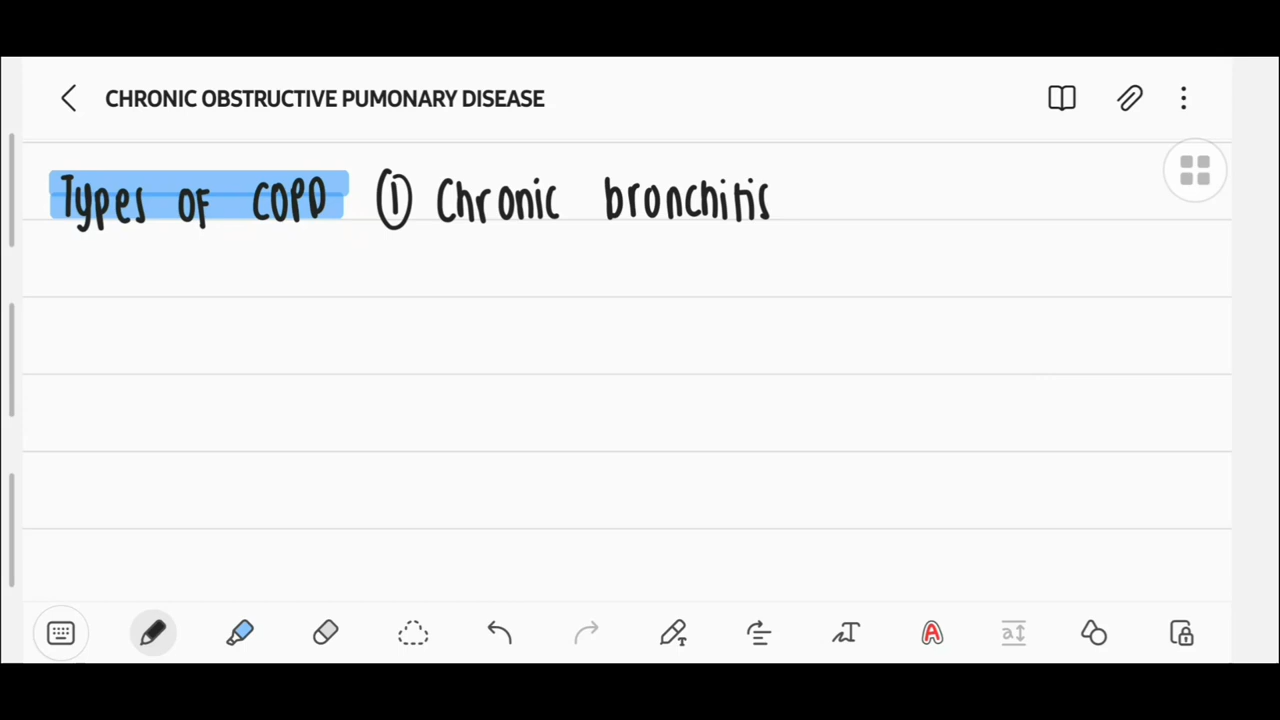 CHRONIC OBSTRUCTIVE PUMONARY DISEASE
Types of COPD ① Chronic bronchitis